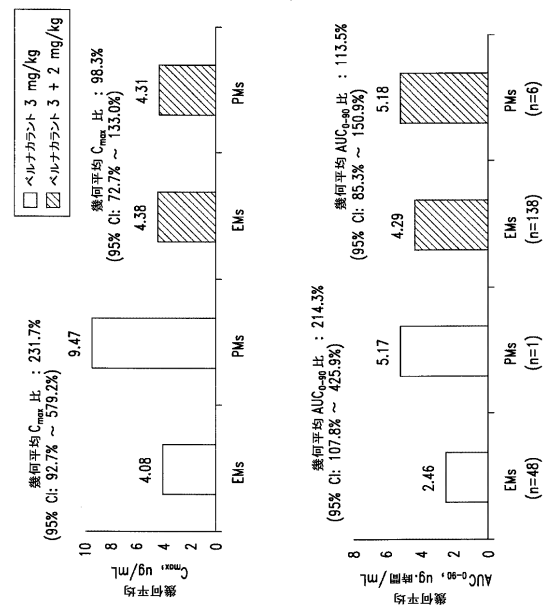 ベルナカラント 3 mg/kg
ベルナカラント 3 + 2 mg/kg
幾何平均 Cmax 比 : 231.7%
(95% CI: 92.7% ~ 579.2%)
幾何平均 Cmax 比 : 98.3%
(95% CI: 72.7% ~ 133.0%)
幾何平均
Cmax, ug/mL
10
8
6
4
2
0
4.08
9.47
4.38
4.31
EMs
PMs
EMs
PMs
幾何平均 AUC0-90 比 : 214.3%
(95% CI: 107.8% ~ 425.9%)
幾何平均 AUC0-90 比 : 113.5%
(95% CI: 85.3% ~ 150.9%)
幾何平均
AUC0-90, ug.時間/mL
8
6
4
2
0
2.46
5.17
4.29
5.18
EMs
PMs
EMs
PMs
(n=48)
(n=1)
(n=138)
(n=6)